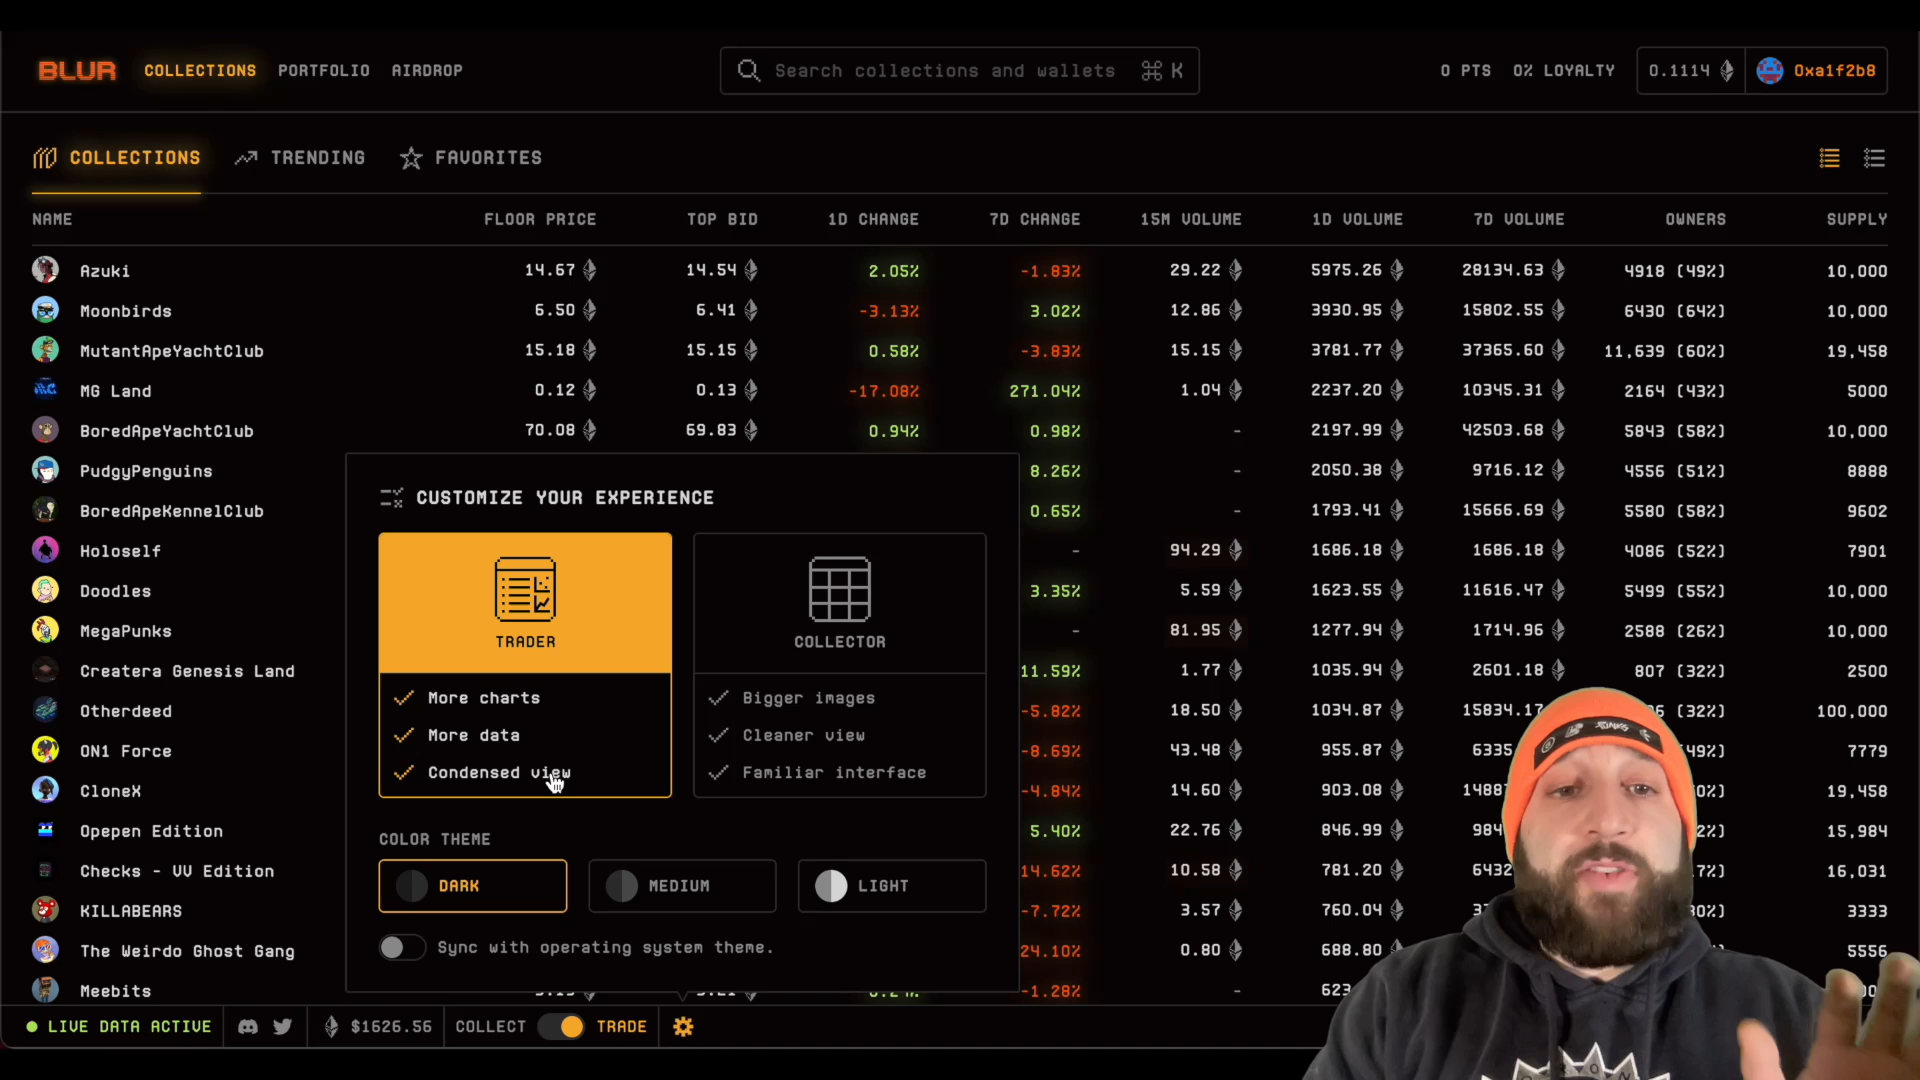 BLUR COLLECTIONS PORTFOLIO AIRDROP Search collections and wallets ⌘ K 0 PTS 0% LOYALTY 0.1114 0xa1f2b8
COLLECTIONS TRENDING FAVORITES
NAME FLOOR PRICE TOP BID 1D CHANGE 7D CHANGE 15M VOLUME 1D VOLUME 7D VOLUME OWNERS SUPPLY
Azuki 14.67 14.54 2.05% -1.83% 29.22 5975.26 28134.63 4918 (49%) 10,000
Moonbirds 6.50 6.41 -3.13% 3.02% 12.86 3930.95 15802.55 6430 (64%) 10,000
MutantApeYachtClub 15.18 15.15 0.58% -3.83% 15.15 3781.77 37365.60 11,639 (60%) 19,458
MG Land 0.12 0.13 -17.08% 271.04% 1.04 2237.20 10345.31 2164 (43%) 5000
BoredApeYachtClub 70.08 69.83 0.94% 0.98% - 2197.99 42503.68 5843 (58%) 10,000
PudgyPenguins 8.26% - 2050.38 9716.12 4556 (51%) 8888
BoredApeKennelClub 0.65% - 1793.41 15666.69 5580 (58%) 9602
Holoself - 94.29 1686.18 1686.18 4086 (52%) 7901
Doodles 3.35% 5.59 1623.55 11616.47 5499 (55%) 10,000
MegaPunks - 81.95 1277.94 1714.96 2588 (26%) 10,000
Createra Genesis Land 11.59% 1.77 1035.94 2601.18 807 (32%) 2500
Otherdeed -5.82% 18.50 1034.87 15834.17 (32%) 100,000
ON1 Force -8.69% 43.48 955.87 6335 49%) 7779
CloneX -4.84% 14.60 903.08 1488 0%) 19,458
Opepen Edition 5.40% 22.76 846.99 984 2%) 15,984
Checks - VV Edition 14.62% 10.58 781.20 6432 7%) 16,031
KILLABEARS -7.72% 3.57 760.04 30%) 3333
The Weirdo Ghost Gang 24.10% 0.80 688.80 5556
Meebits -1.28% - 623
CUSTOMIZE YOUR EXPERIENCE
TRADER
More charts
More data
Condensed view
COLLECTOR
Bigger images
Cleaner view
Familiar interface
COLOR THEME
DARK MEDIUM LIGHT
Sync with operating system theme.
LIVE DATA ACTIVE $1626.56 COLLECT TRADE